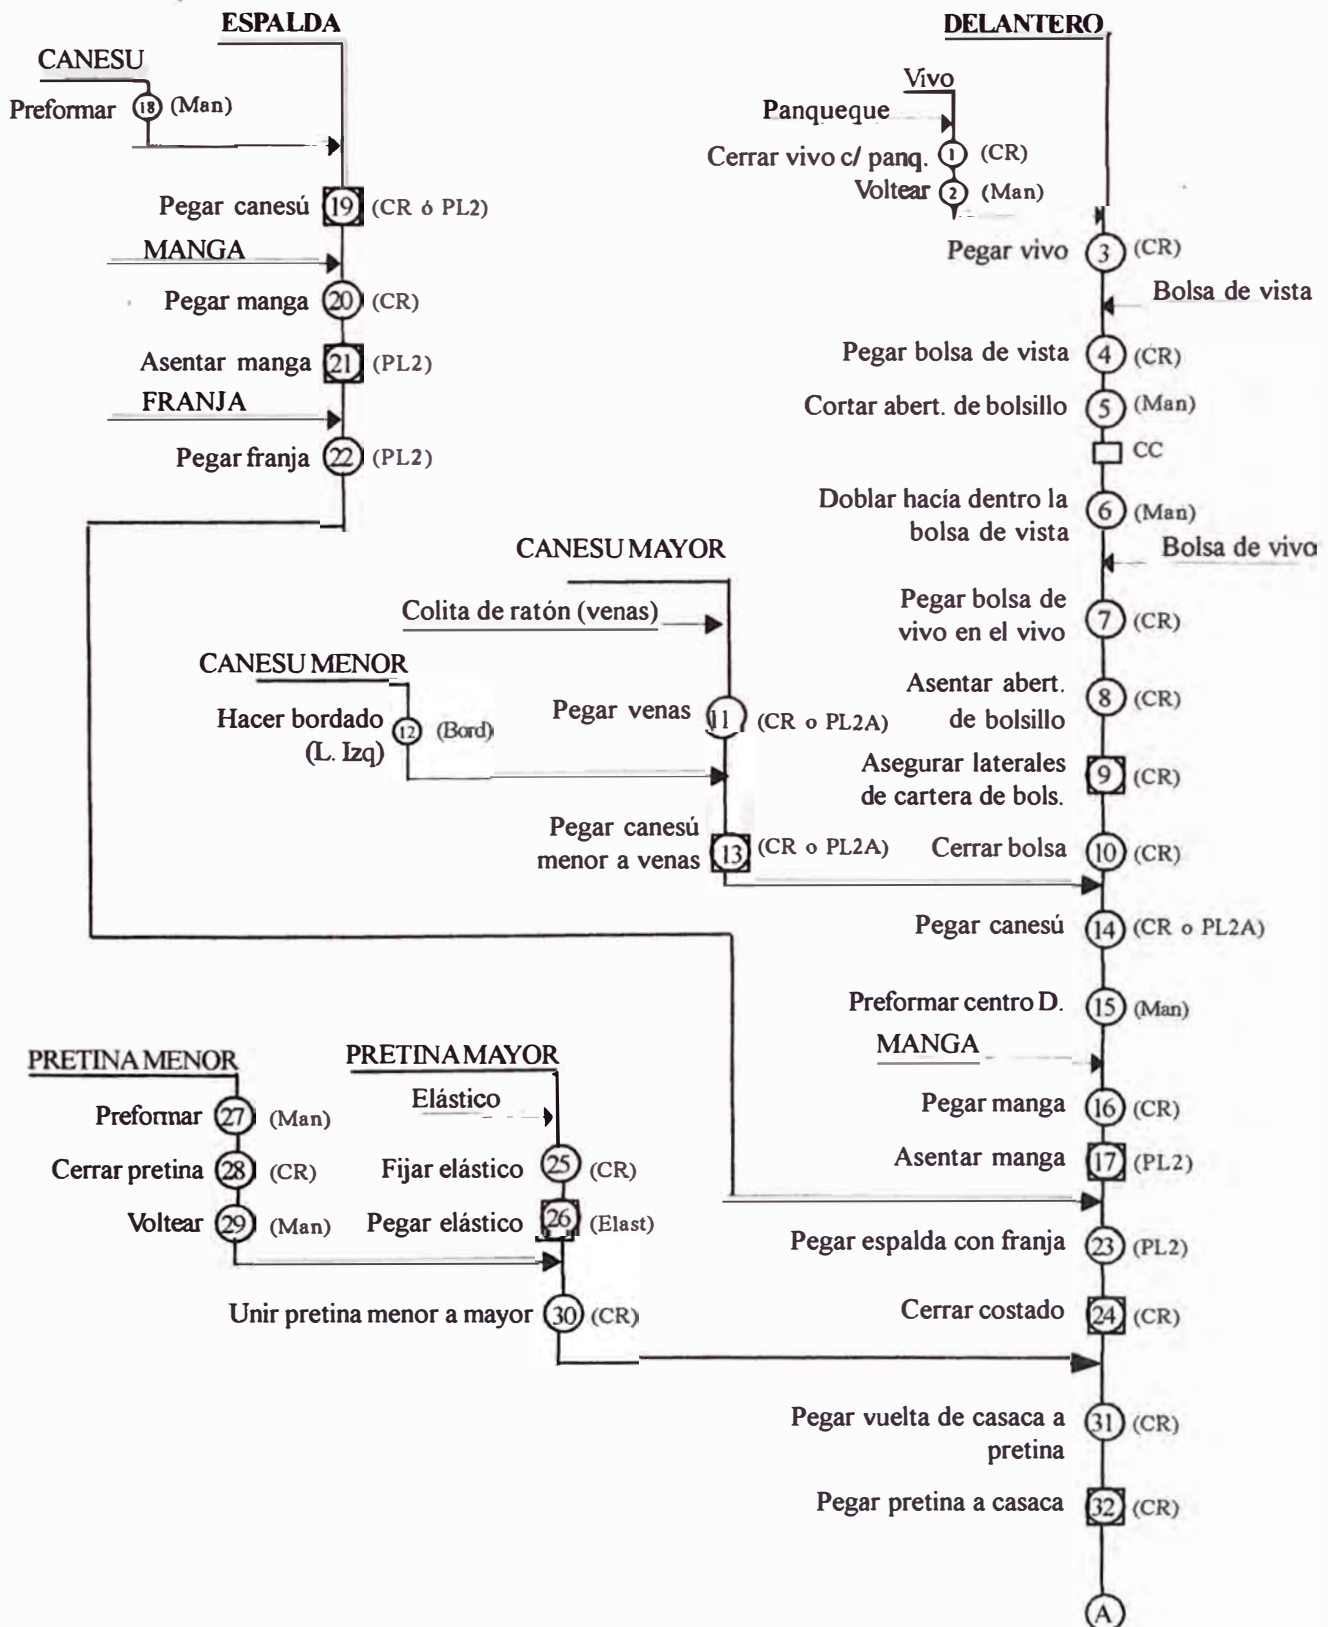 ESPALDA
CANESU
Preformar 18 (Man)
Pegar canesú 19 (CR ó PL2)
MANGA
Pegar manga 20 (CR)
Asentar manga 21 (PL2)
FRANJA
Pegar franja 22 (PL2)
DELANTERO
Vivo
Panqueque
Cerrar vivo c/ panq. 1 (CR)
Voltear 2 (Man)
Pegar vivo 3 (CR)
Bolsa de vista
Pegar bolsa de vista 4 (CR)
Cortar abert. de bolsillo 5 (Man)
CC
Doblar hacía dentro la
bolsa de vista 6 (Man)
Bolsa de vivo
Pegar bolsa de
vivo en el vivo 7 (CR)
Asentar abert.
de bolsillo 8 (CR)
Asegurar laterales
de cartera de bols. 9 (CR)
Cerrar bolsa 10 (CR)
CANESU MAYOR
Colita de ratón (venas)
CANESU MENOR
Pegar venas 11 (CR o PL2A)
Hacer bordado
(L. Izq) 12 (Bord)
Pegar canesú
menor a venas 13 (CR o PL2A)
Pegar canesú 14 (CR o PL2A)
Preformar centro D. 15 (Man)
MANGA
Pegar manga 16 (CR)
Asentar manga 17 (PL2)
Pegar espalda con franja 23 (PL2)
Cerrar costado 24 (CR)
PRETINA MENOR
Preformar 27 (Man)
Cerrar pretina 28 (CR)
Voltear 29 (Man)
PRETINA MAYOR
Elástico
Fijar elástico 25 (CR)
Pegar elástico 26 (Elast)
Unir pretina menor a mayor 30 (CR)
Pegar vuelta de casaca a
pretina 31 (CR)
Pegar pretina a casaca 32 (CR)
A